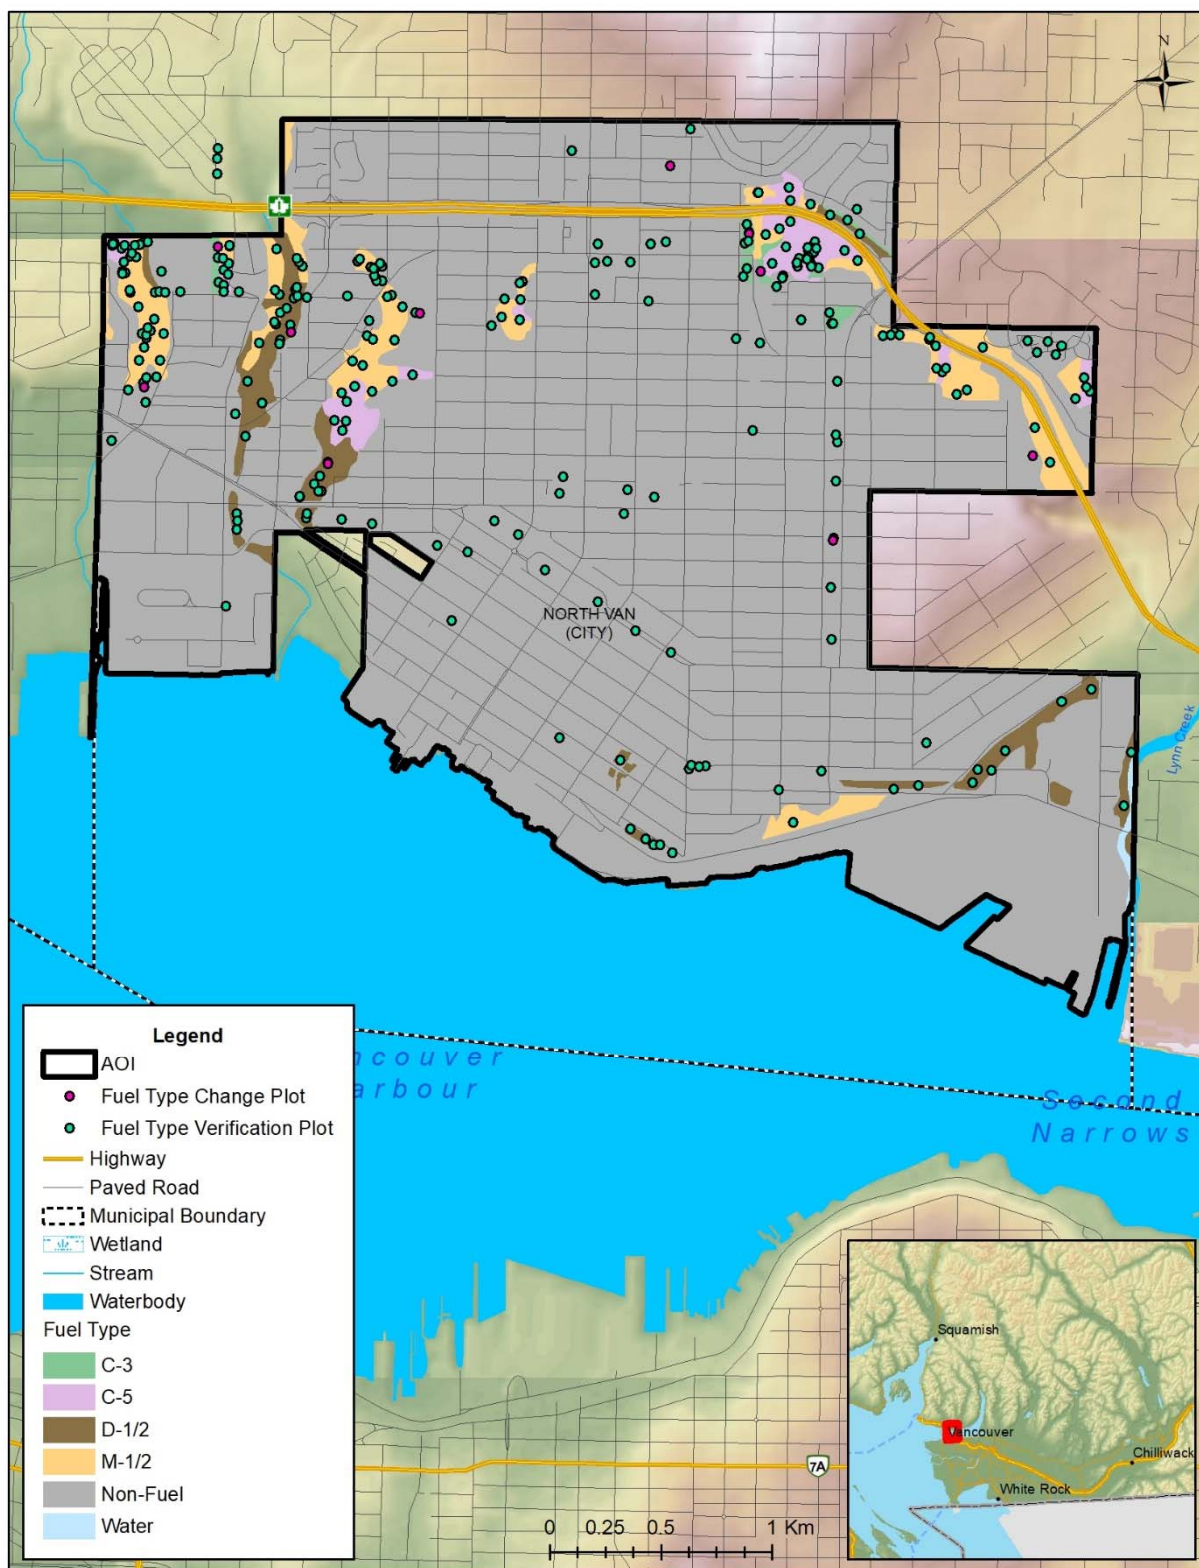 N
1
NORTH VAN
(CITY)
Lynn Creek
ncouver
arbour
Second
Narrows
Legend
AOI
Fuel Type Change Plot
Fuel Type Verification Plot
Highway
Paved Road
Municipal Boundary
Wetland
Stream
Waterbody
Fuel Type
C-3
C-5
D-1/2
M-1/2
Non-Fuel
Water
7A
0 0.25 0.5 1 Km
Squamish
Vancouver
Chilliwack
White Rock